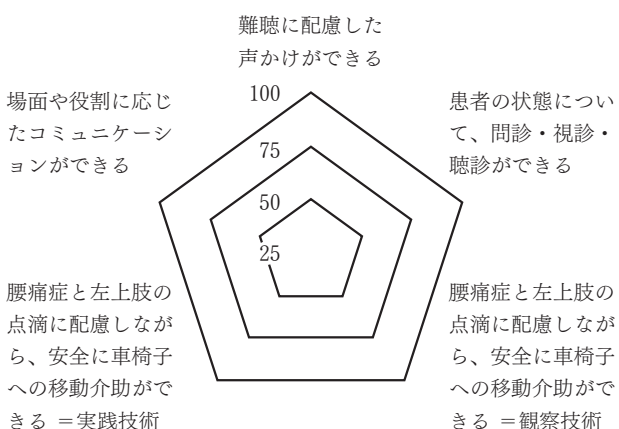 難聴に配慮した
声かけができる
場面や役割に応じ
たコミュニケーシ
ョンができる
100
75
50
25
患者の状態につい
て、問診・視診・
聴診ができる
腰痛症と左上肢の
点滴に配慮しなが
ら、安全に車椅子
への移動介助がで
きる ＝実践技術
腰痛症と左上肢の
点滴に配慮しなが
ら、安全に車椅子
への移動介助がで
きる ＝観察技術